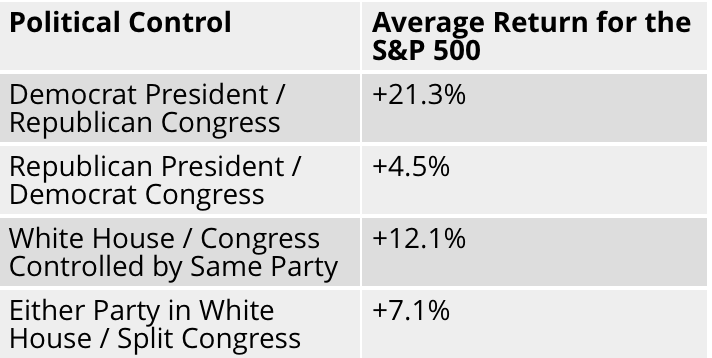 Political Control
Average Return for the
S&P 500
Democrat President /
Republican Congress
+21.3%
Republican President /
Democrat Congress
+4.5%
White House / Congress
Controlled by Same Party
+12.1%
Either Party in White
House / Split Congress
+7.1%